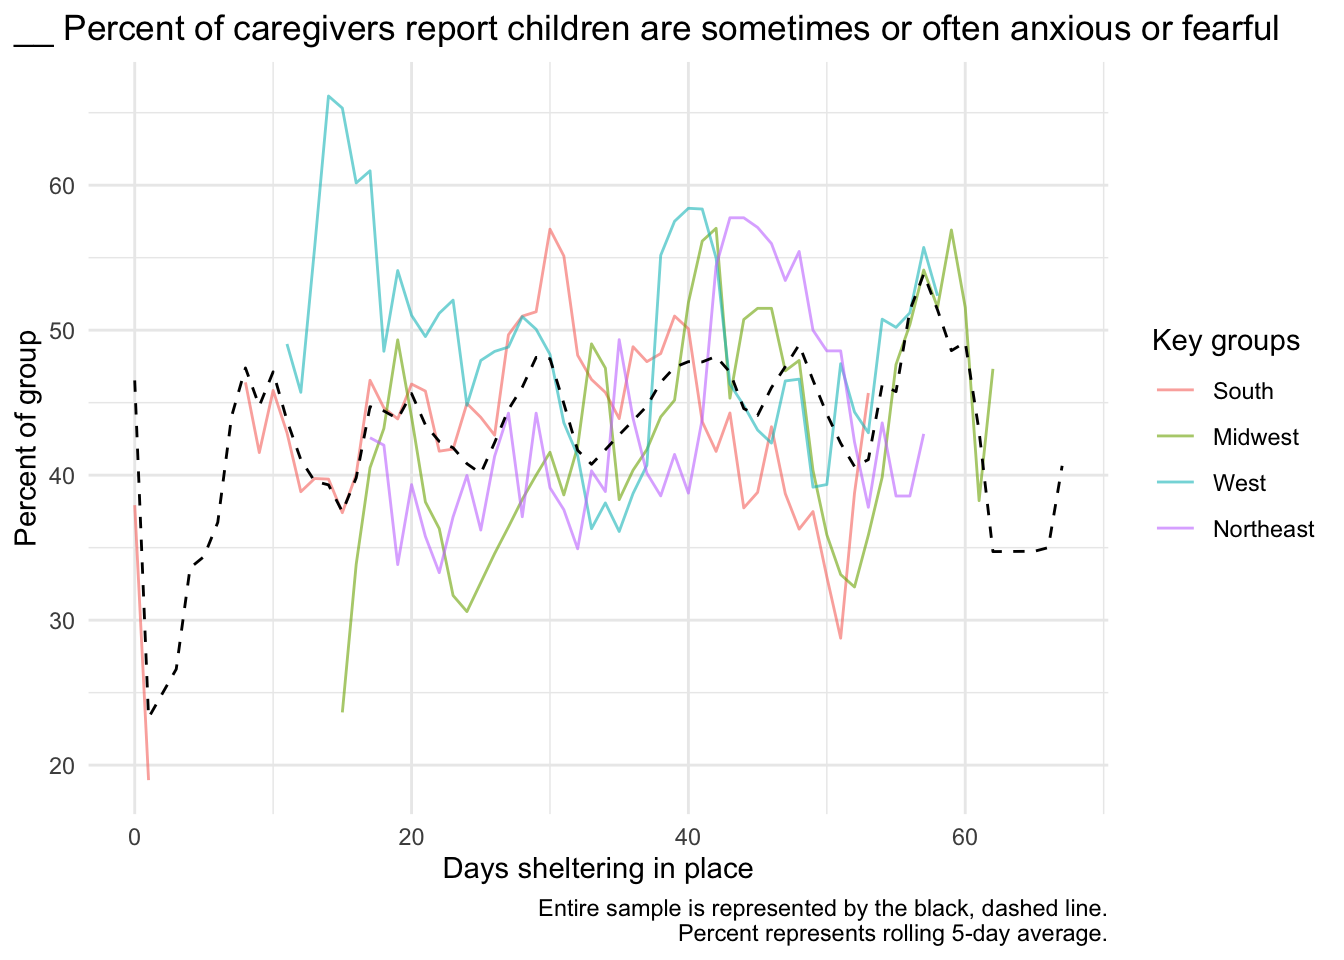 __ Percent of caregivers report children are sometimes or often anxious or fearful
Percent of group
60
50
40
30
20
0
20
40
60
Days sheltering in place
Key groups
South
Midwest
West
Northeast
Entire sample is represented by the black, dashed line.
Percent represents rolling 5-day average.